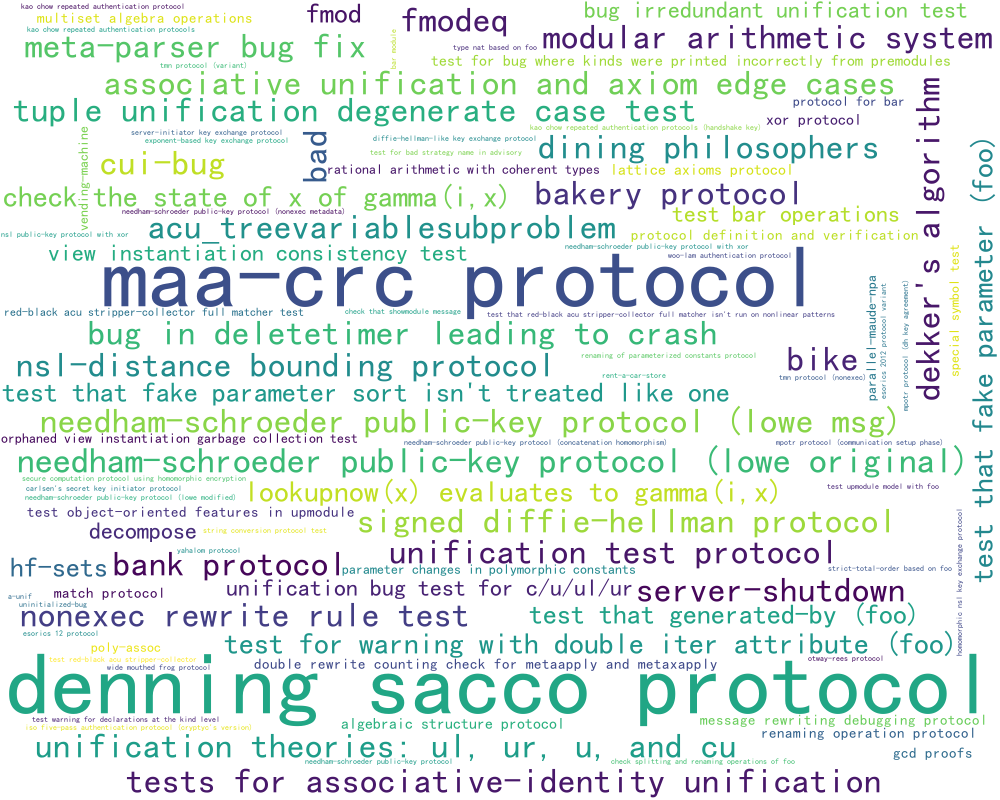 kao chow repeated authentication protocol
multiset algebra operations
kao chow repeated authentication protocols
fmod
fmodeq
bug irredundant unification test
meta-parser bug fix
bar module
type nat based on foo
modular arithmetic system
tmn protocol (variant)
test for bug where kinds were printed incorrectly from premodules
associative unification and axiom edge cases
tuple unification degenerate case test
protocol for bar
xor protocol
kao chow repeated authentication protocols (handshake key)
server-initiator key exchange protocol
exponent-based key exchange protocol
diffie-hellman-like key exchange protocol
test for bad strategy name in advisory
vending-machine
cui-bug
bad
dining philosophers
rational arithmetic with coherent types
lattice axioms protocol
check the state of x of gamma(i,x)
bakery protocol
needham-schroeder public-key protocol (nonexec metadata)
test bar operations
nsl public-key protocol with xor
acu_treevariablesubproblem
protocol definition and verification
view instantiation consistency test
needham-schroeder public-key protocol with xor
woo-lam authentication protocol
maa-crc protocol
dekker's algorithm
special symbol test
test that fake parameter (foo)
parallel-maude-npa
esorics 2012 protocol variant
mpotr protocol (dh key agreement)
red-black acu stripper-collector full matcher test
check that showmodule message
test that red-black acu stripper-collector full matcher isn't run on nonlinear patterns
bug in deletetimer leading to crash
nsl-distance bounding protocol
renaming of parameterized constants protocol
rent-a-car-store
bike
tmn protocol (nonexec)
test that fake parameter sort isn't treated like one
needham-schroeder public-key protocol (lowe msg)
orphaned view instantiation garbage collection test
needham-schroeder public-key protocol (concatenation homomorphism)
mpotr protocol (communication setup phase)
needham-schroeder public-key protocol (lowe original)
secure computation protocol using homomorphic encryption
carlsen's secret key initiator protocol
needham-schroeder public-key protocol (lowe modified)
lookupnow(x) evaluates to gamma(i,x)
test upmodule model with foo
test object-oriented features in upmodule
decompose
string conversion protocol test
signed diffie-hellman protocol
yahalom protocol
hf-sets
bank protocol
unification test protocol
parameter changes in polymorphic constants
strict-total-order based on foo
homomorphic nsl key exchange protocol
a-unif
match protocol
unification bug test for c/u/ul/ur
server-shutdown
uninitialized-bug
nonexec rewrite rule test
test that generated-by (foo)
esorics 12 protocol
poly-assoc
test for warning with double iter attribute (foo)
test red-black acu stripper-collector
wide mouthed frog protocol
double rewrite counting check for metaapply and metaxapply
otway-rees protocol
denning sacco protocol
test warning for declarations at the kind level
iso five-pass authentication protocol (cryptyc's version)
algebraic structure protocol
message rewriting debugging protocol
renaming operation protocol
unification theories: ul, ur, u, and cu
gcd proofs
needham-schroeder public-key protocol
check splitting and renaming operations of foo
tests for associative-identity unification